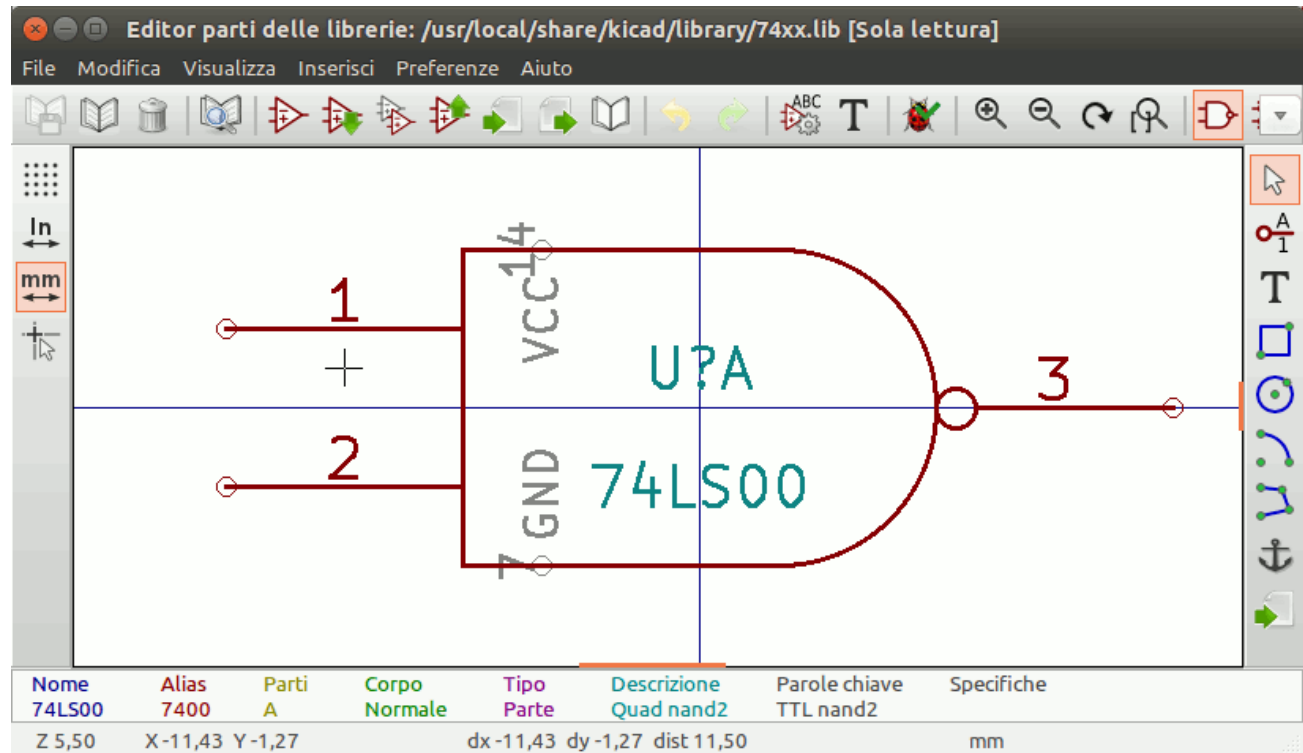 Editor parti delle librerie: /usr/local/share/kicad/library/74xx.lib [Sola lettura]
File Modifica Visualizza Inserisci Preferenze Aiuto
ABC
T
In
mm
A
1
T
14
VCC
1
U?A
3
2
GND
74LS00
7
Nome Alias Parti Corpo Tipo Descrizione Parole chiave Specifiche
74LS00 7400 A Normale Parte Quad nand2 TTL nand2
Z 5,50 X -11,43 Y -1,27 dx -11,43 dy -1,27 dist 11,50 mm